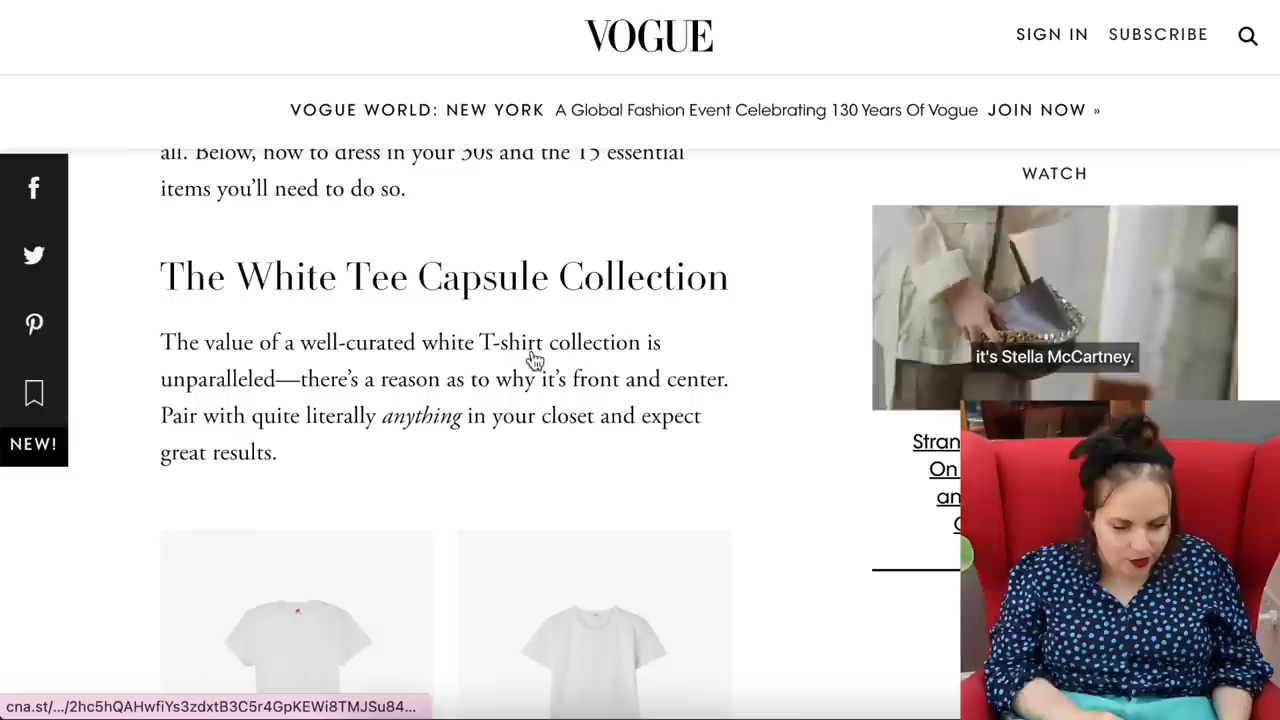 VOGUE
SIGN IN SUBSCRIBE
VOGUE WORLD: NEW YORK A Global Fashion Event Celebrating 130 Years Of Vogue JOIN NOW »
all. Below, how to dress in your 30s and the 15 essential
items you’ll need to do so.
The White Tee Capsule Collection
The value of a well-curated white T-shirt collection is
unparalleled—there’s a reason as to why it’s front and center.
Pair with quite literally anything in your closet and expect
great results.
NEW!
WATCH
it's Stella McCartney.
Stran
On
an
cna.st/.../2hc5hQAHwfiYs3zdxtB3C5r4GpKEWi8TMJSu84...